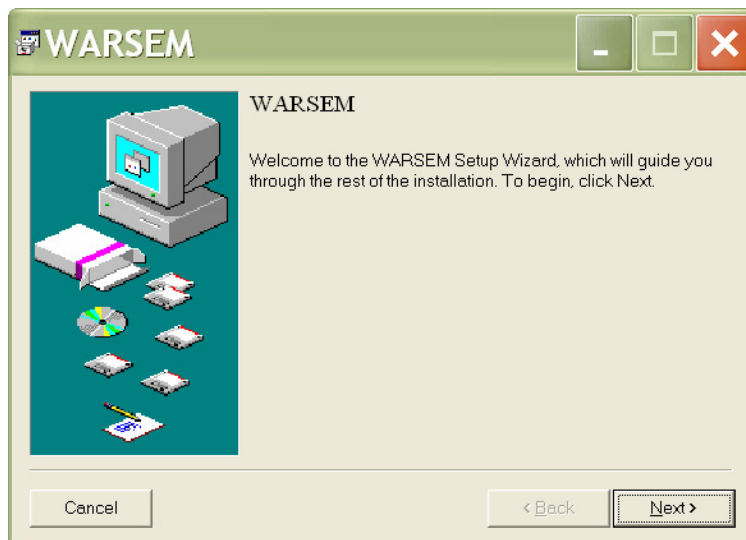 WARSEM
WARSEM
Welcome to the WARSEM Setup Wizard, which will guide you
through the rest of the installation. To begin, click Next.
Cancel
< Back
Next >